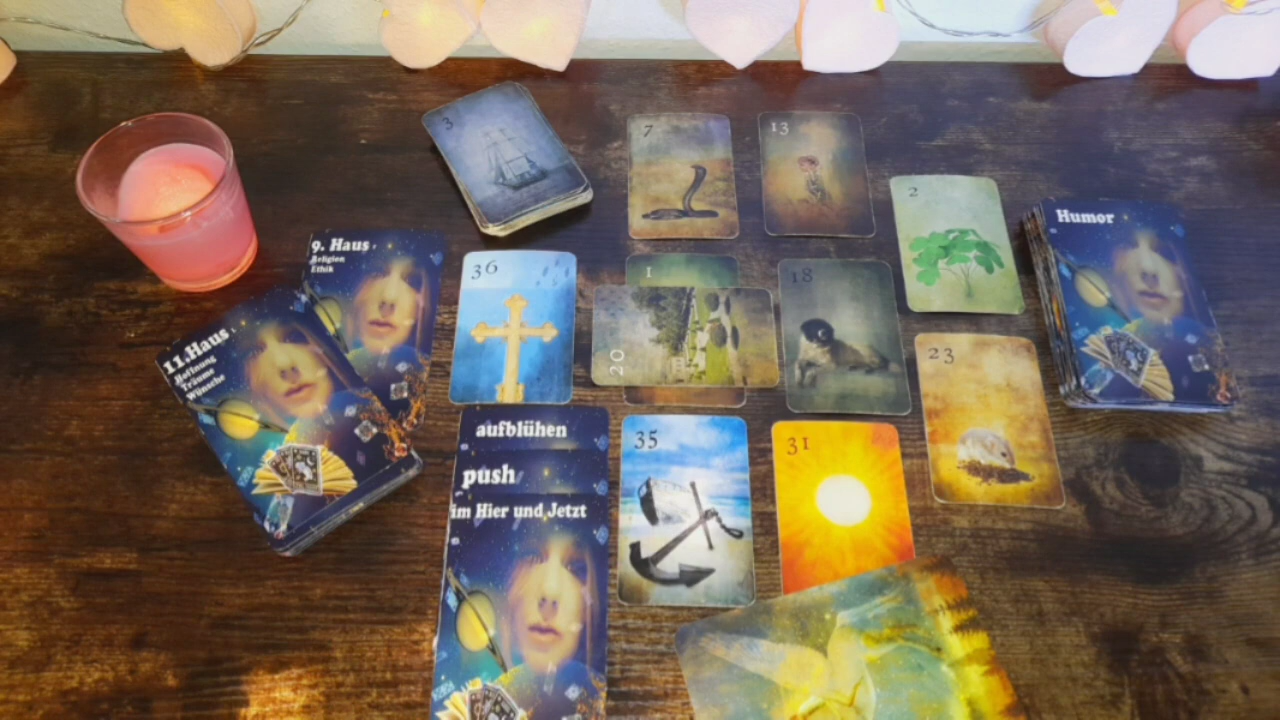 3
7
13
2
Humor
9. Haus
Religion
Ethik
36
1
18
20
11.Haus
Hoffnung
Träume
Wünsche
23
aufblühen
push
im Hier und Jetzt
35
31